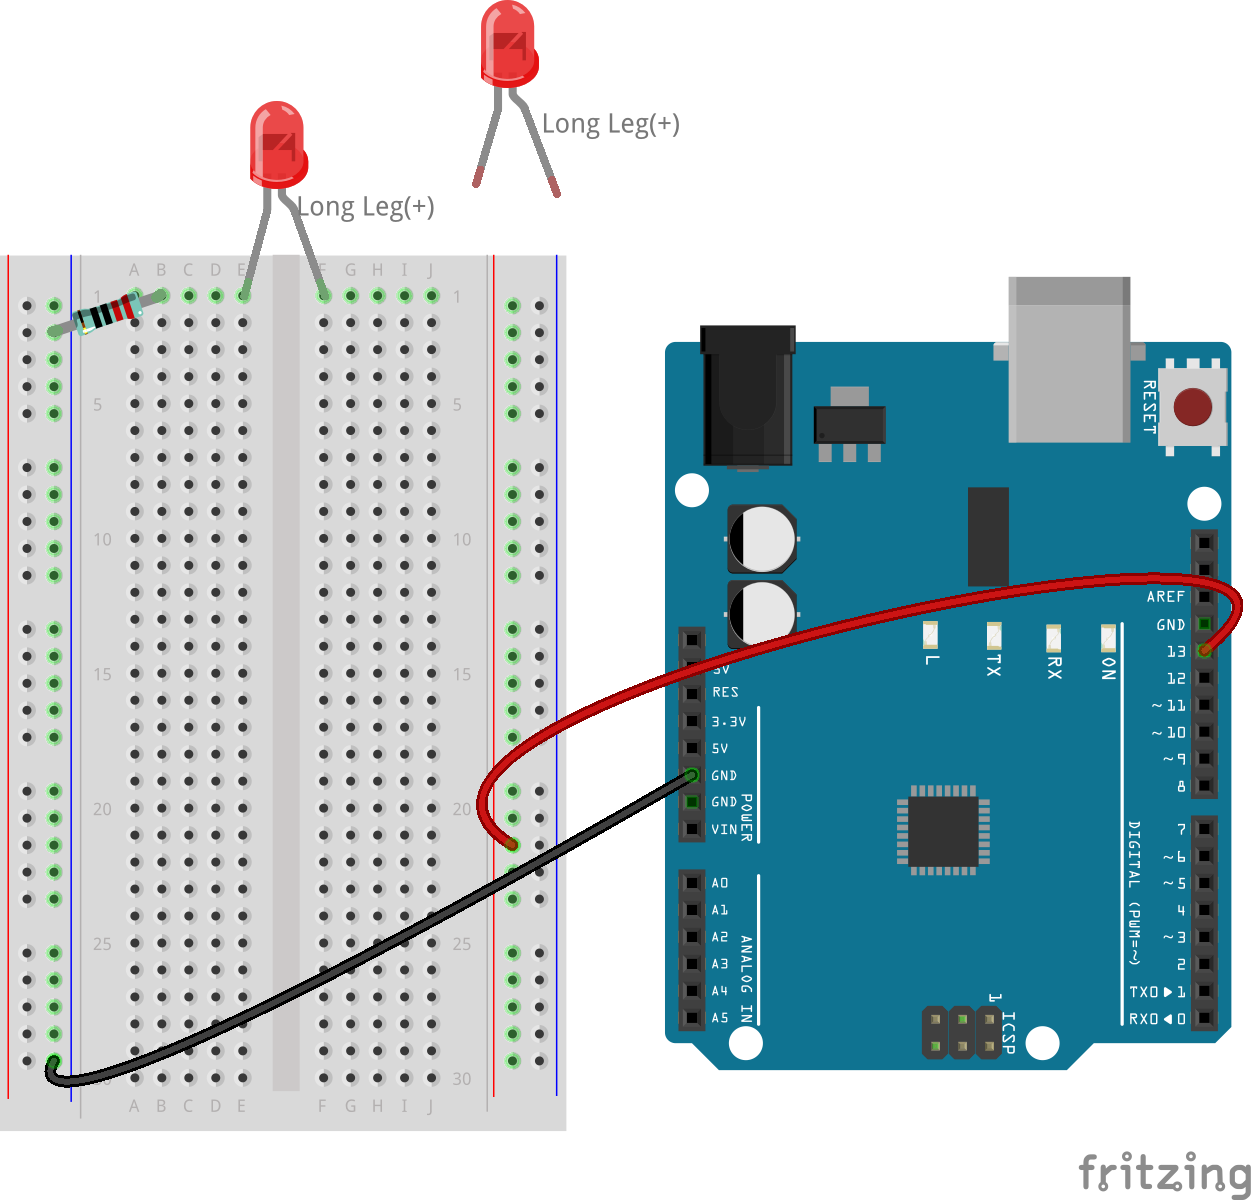 Long Leg(+)
Long Leg(+)
A B C D E F G H I J
1 1
5 5
10 10
15 15
20 20
25 25
30
A B C D E F G H I J
RESET
AREF
GND
13
12
~11
~10
~9
8
L
TX
RX
ON
5V
RES
3.3V
5V
GND
GND
VIN
POWER
7
~6
~5
4
~3
2
TX0▶1
RX0◀0
DIGITAL (PWM=~)
A0
A1
A2
A3
A4
A5
ANALOG IN
1
ICSP
fritzing